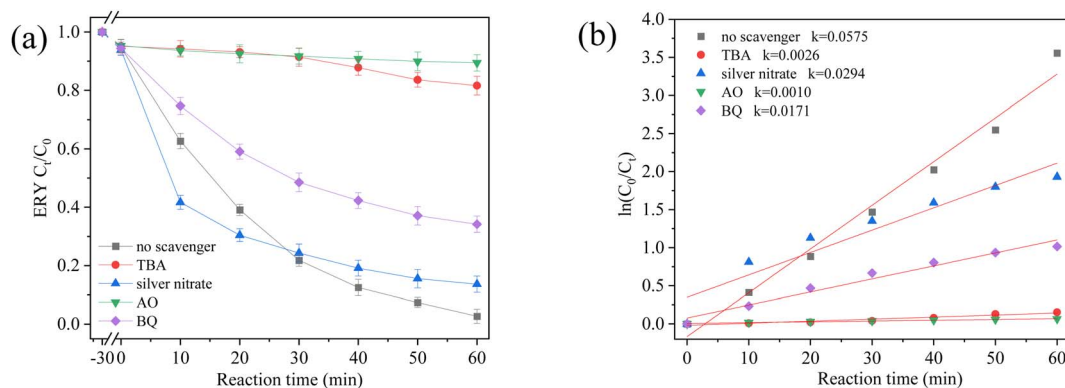 (a)
ERY Cₜ/C₀
1.0
0.8
0.6
0.4
0.2
0.0
no scavenger
TBA
silver nitrate
AO
BQ
-30 0 10 20 30 40 50 60
Reaction time (min)
(b)
ln(C₀/Cₜ)
4.0
3.5
3.0
2.5
2.0
1.5
1.0
0.5
0.0
no scavenger k=0.0575
TBA k=0.0026
silver nitrate k=0.0294
AO k=0.0010
BQ k=0.0171
0 10 20 30 40 50 60
Reaction time (min)